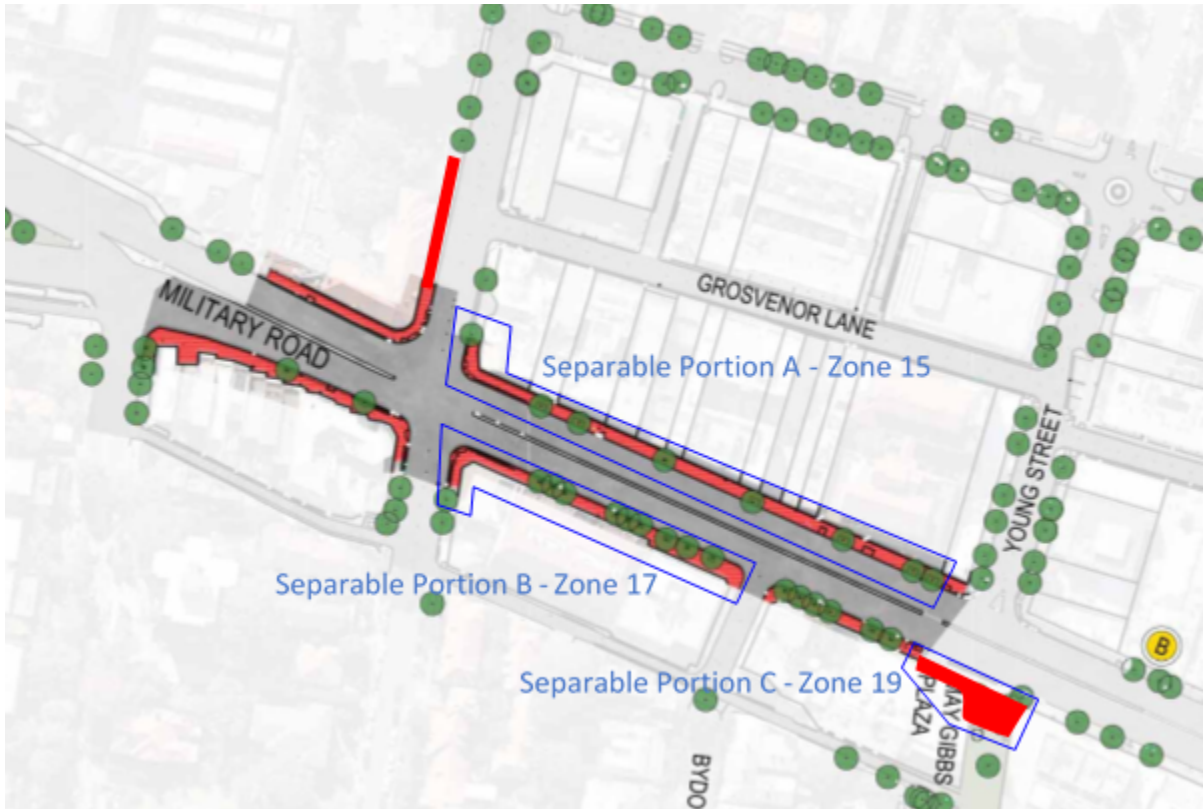 MILITARY ROAD
GROSVENOR LANE
Separable Portion A - Zone 15
YOUNG STREET
Separable Portion B - Zone 17
B
Separable Portion C - Zone 19
MAY GIBBS
PLAZA
BYDO